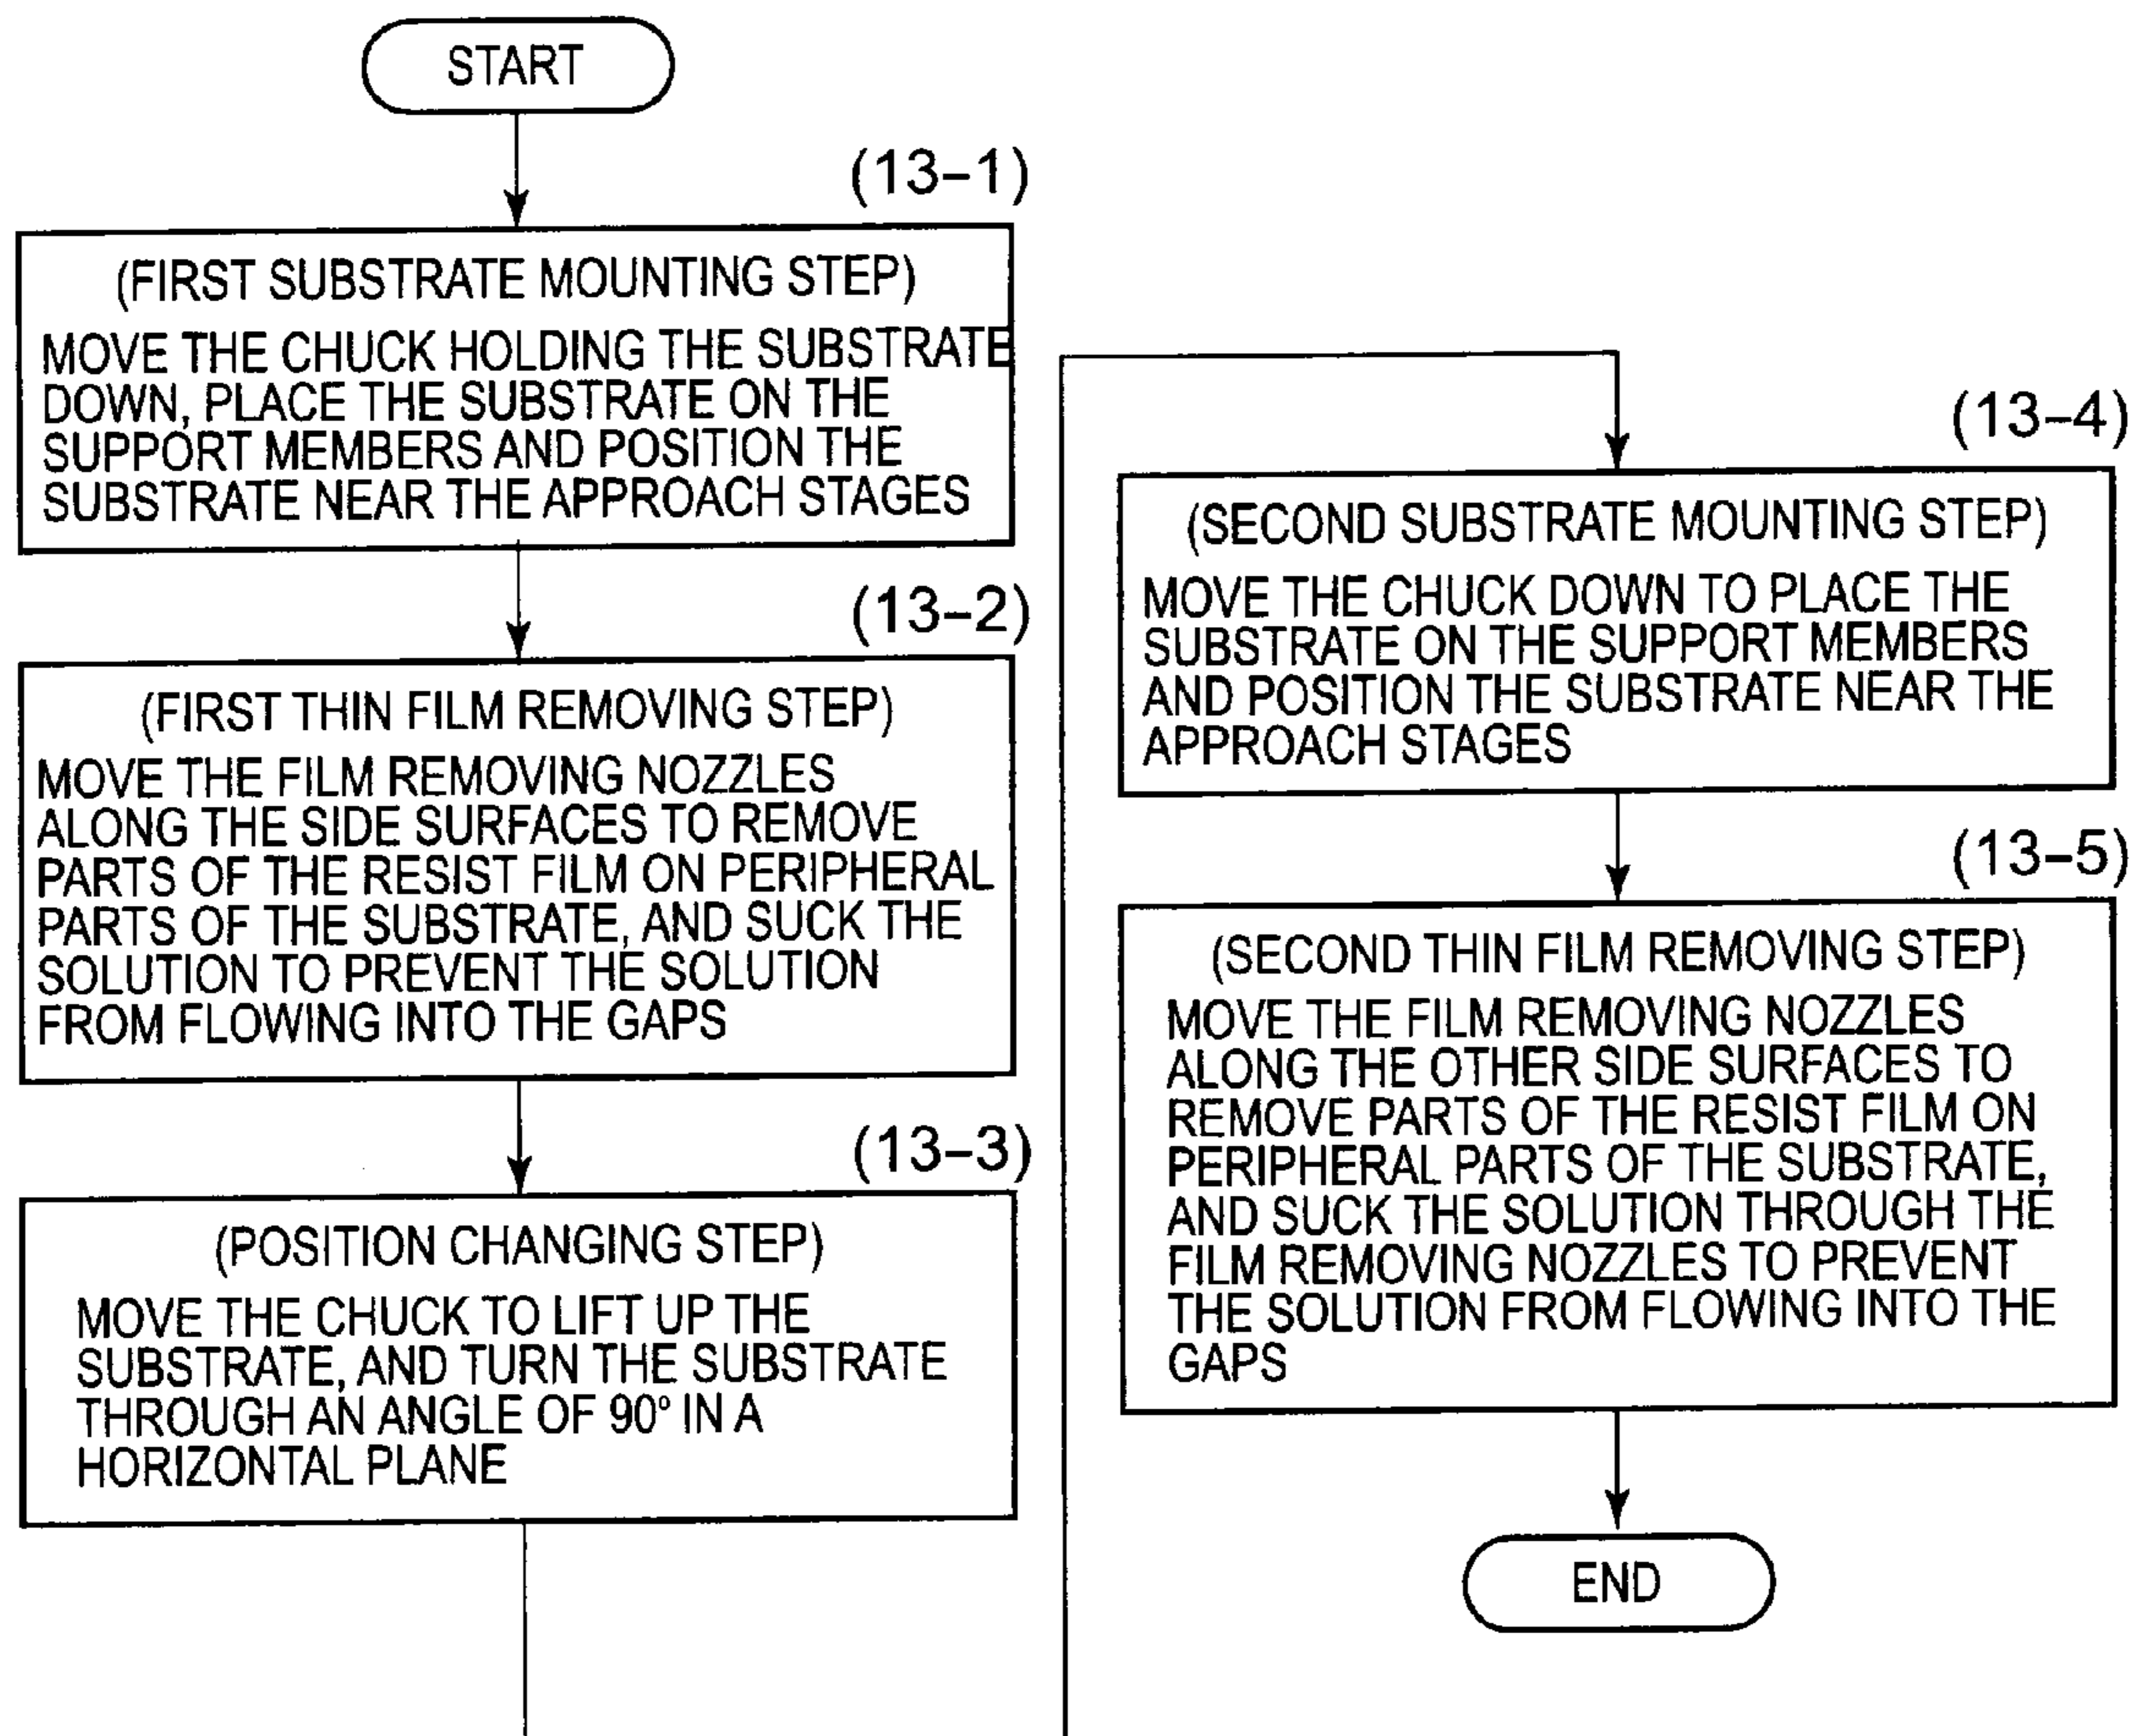 START
(13-1)
(FIRST SUBSTRATE MOUNTING STEP)
MOVE THE CHUCK HOLDING THE SUBSTRATE
DOWN, PLACE THE SUBSTRATE ON THE
SUPPORT MEMBERS AND POSITION THE
SUBSTRATE NEAR THE APPROACH STAGES
(13-2)
(FIRST THIN FILM REMOVING STEP)
MOVE THE FILM REMOVING NOZZLES
ALONG THE SIDE SURFACES TO REMOVE
PARTS OF THE RESIST FILM ON PERIPHERAL
PARTS OF THE SUBSTRATE, AND SUCK THE
SOLUTION TO PREVENT THE SOLUTION
FROM FLOWING INTO THE GAPS
(13-3)
(POSITION CHANGING STEP)
MOVE THE CHUCK TO LIFT UP THE
SUBSTRATE, AND TURN THE SUBSTRATE
THROUGH AN ANGLE OF 90° IN A
HORIZONTAL PLANE
(13-4)
(SECOND SUBSTRATE MOUNTING STEP)
MOVE THE CHUCK DOWN TO PLACE THE
SUBSTRATE ON THE SUPPORT MEMBERS
AND POSITION THE SUBSTRATE NEAR THE
APPROACH STAGES
(13-5)
(SECOND THIN FILM REMOVING STEP)
MOVE THE FILM REMOVING NOZZLES
ALONG THE OTHER SIDE SURFACES TO
REMOVE PARTS OF THE RESIST FILM ON
PERIPHERAL PARTS OF THE SUBSTRATE,
AND SUCK THE SOLUTION THROUGH THE
FILM REMOVING NOZZLES TO PREVENT
THE SOLUTION FROM FLOWING INTO THE
GAPS
END